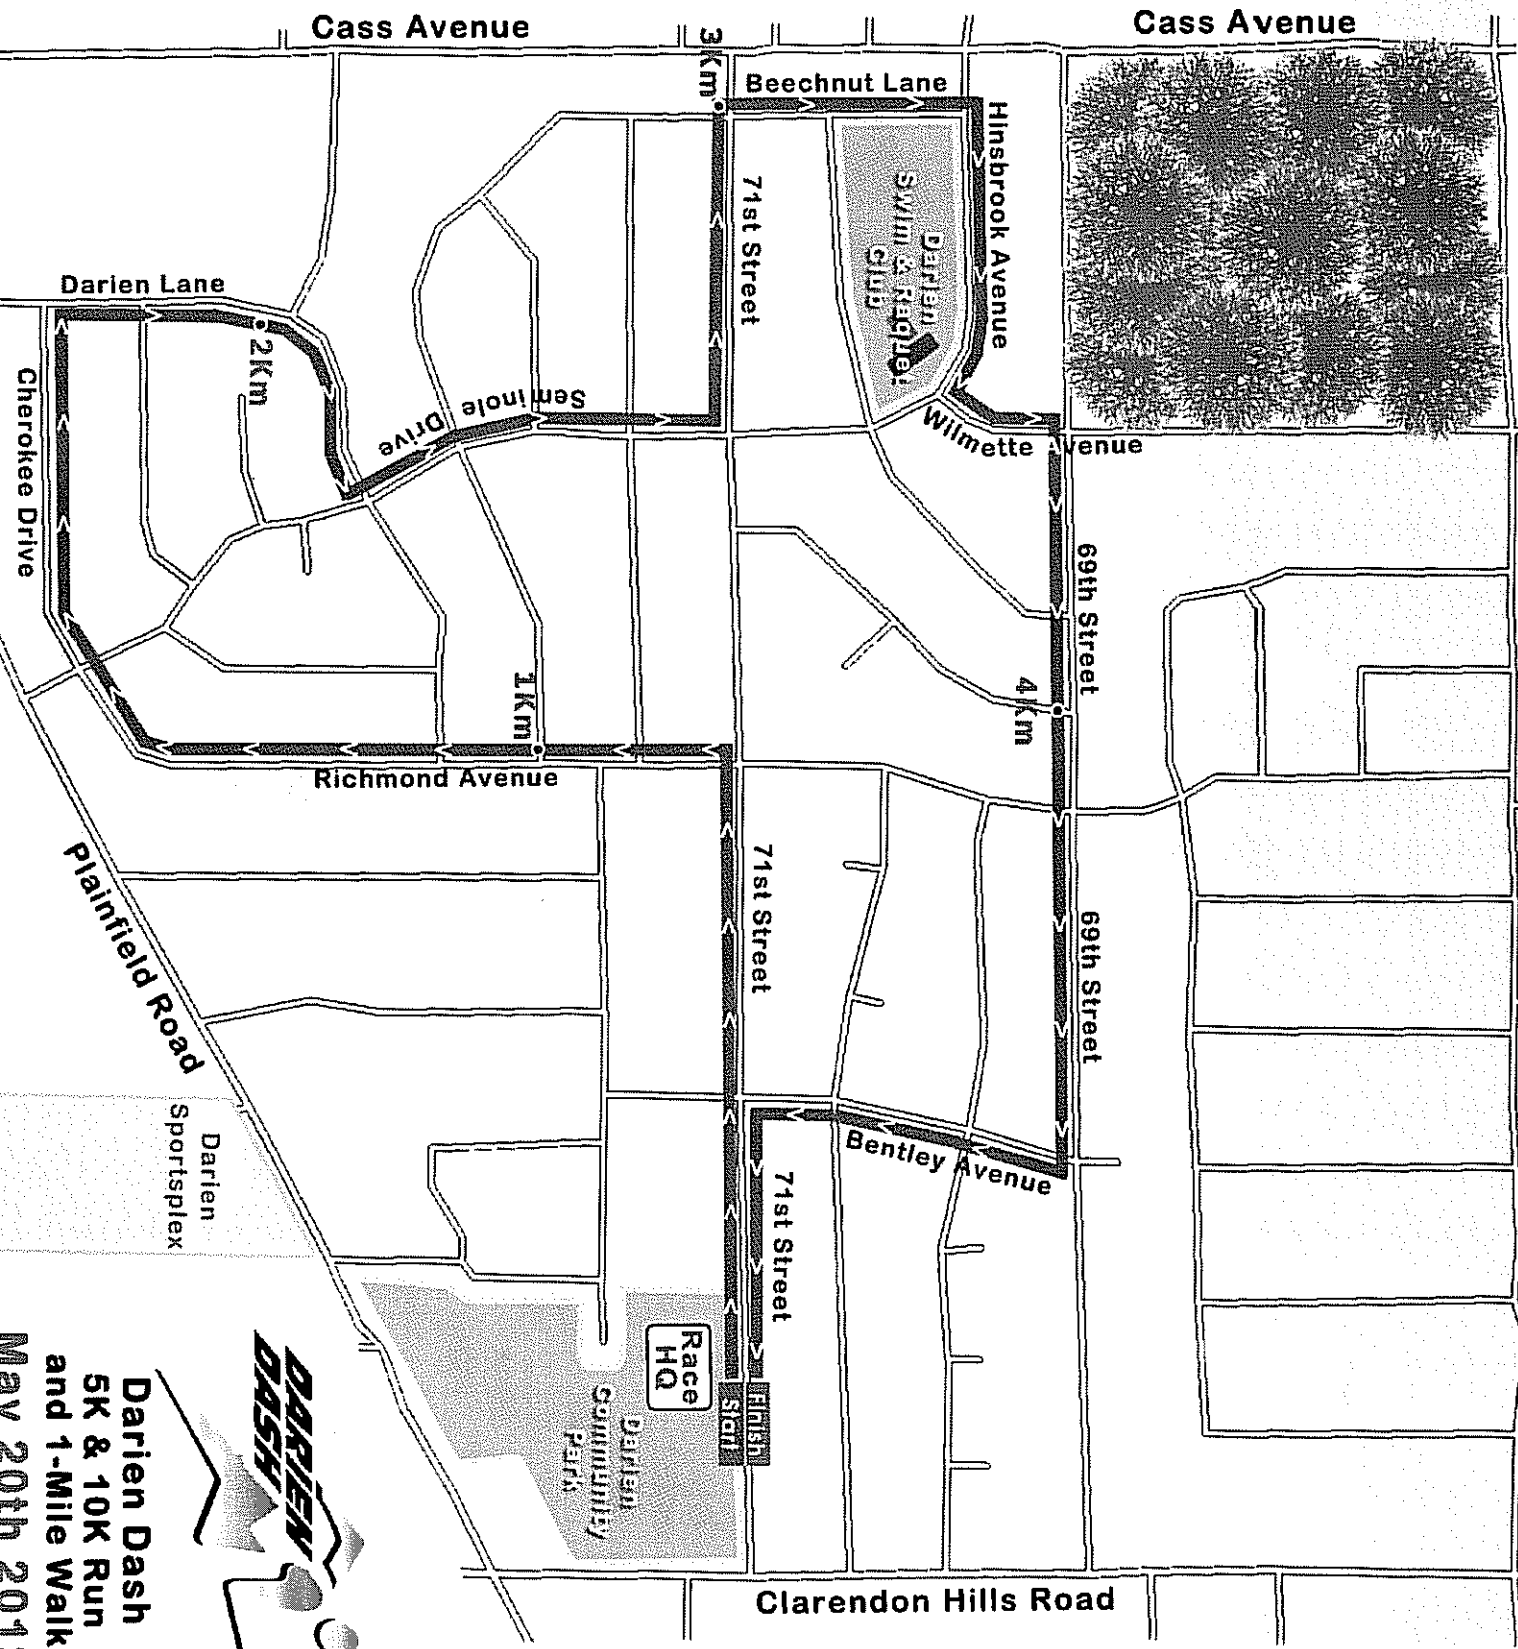 Cass Avenue
Cass Avenue
3Km
Beechnut Lane
Hinsbrook Avenue
71st Street
Darien
Swim & Raquet
Club
Darien Lane
2Km
Seminole
Drive
Wilmette Avenue
Cherokee Drive
69th Street
4Km
1Km
Richmond Avenue
Plainfield Road
71st Street
69th Street
Bentley Avenue
71st Street
Darien
Sportsplex
Race
HQ
Finish
Start
Darien
Community
Park
Clarendon Hills Road
DARIEN
DASH
Darien Dash
5K & 10K Run
and 1-Mile Walk
May 20th